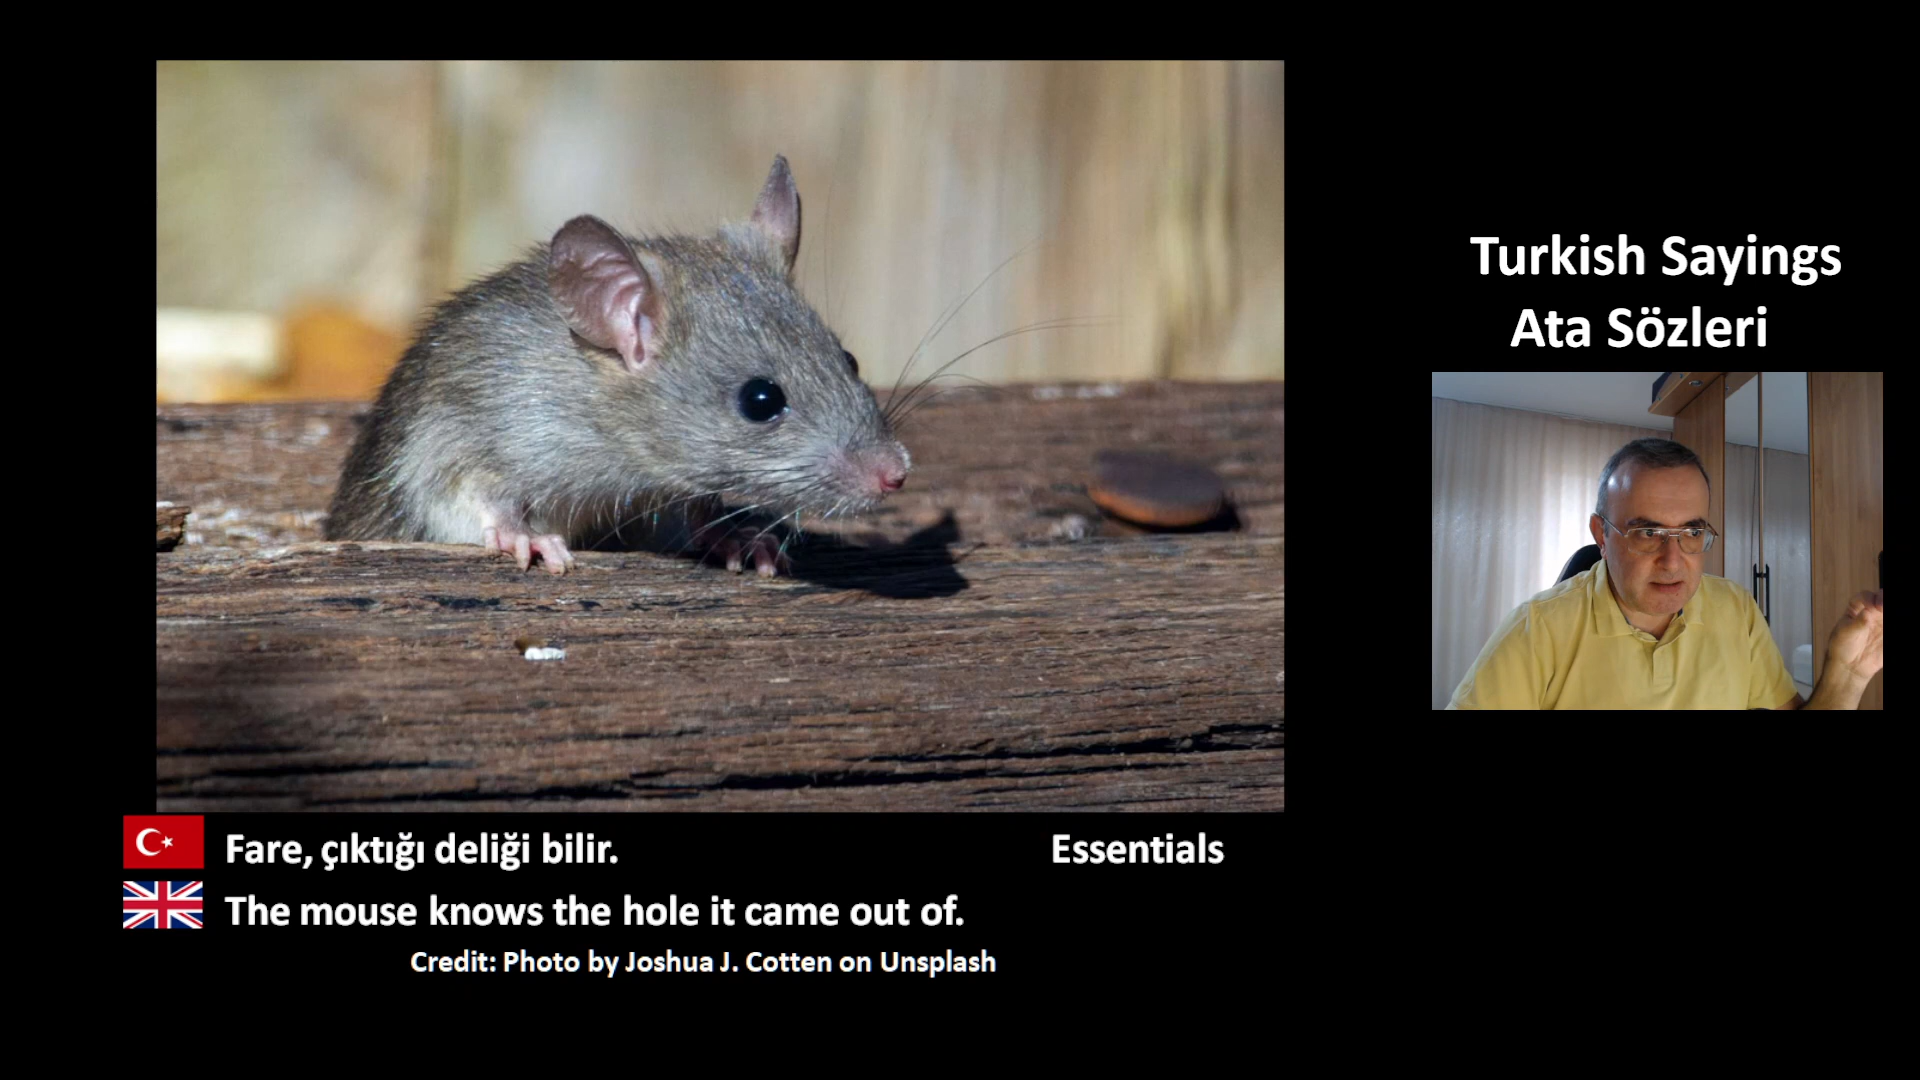 Turkish Sayings
Ata Sözleri
Fare, çıktığı deliği bilir.
Essentials
The mouse knows the hole it came out of.
Credit: Photo by Joshua J. Cotten on Unsplash